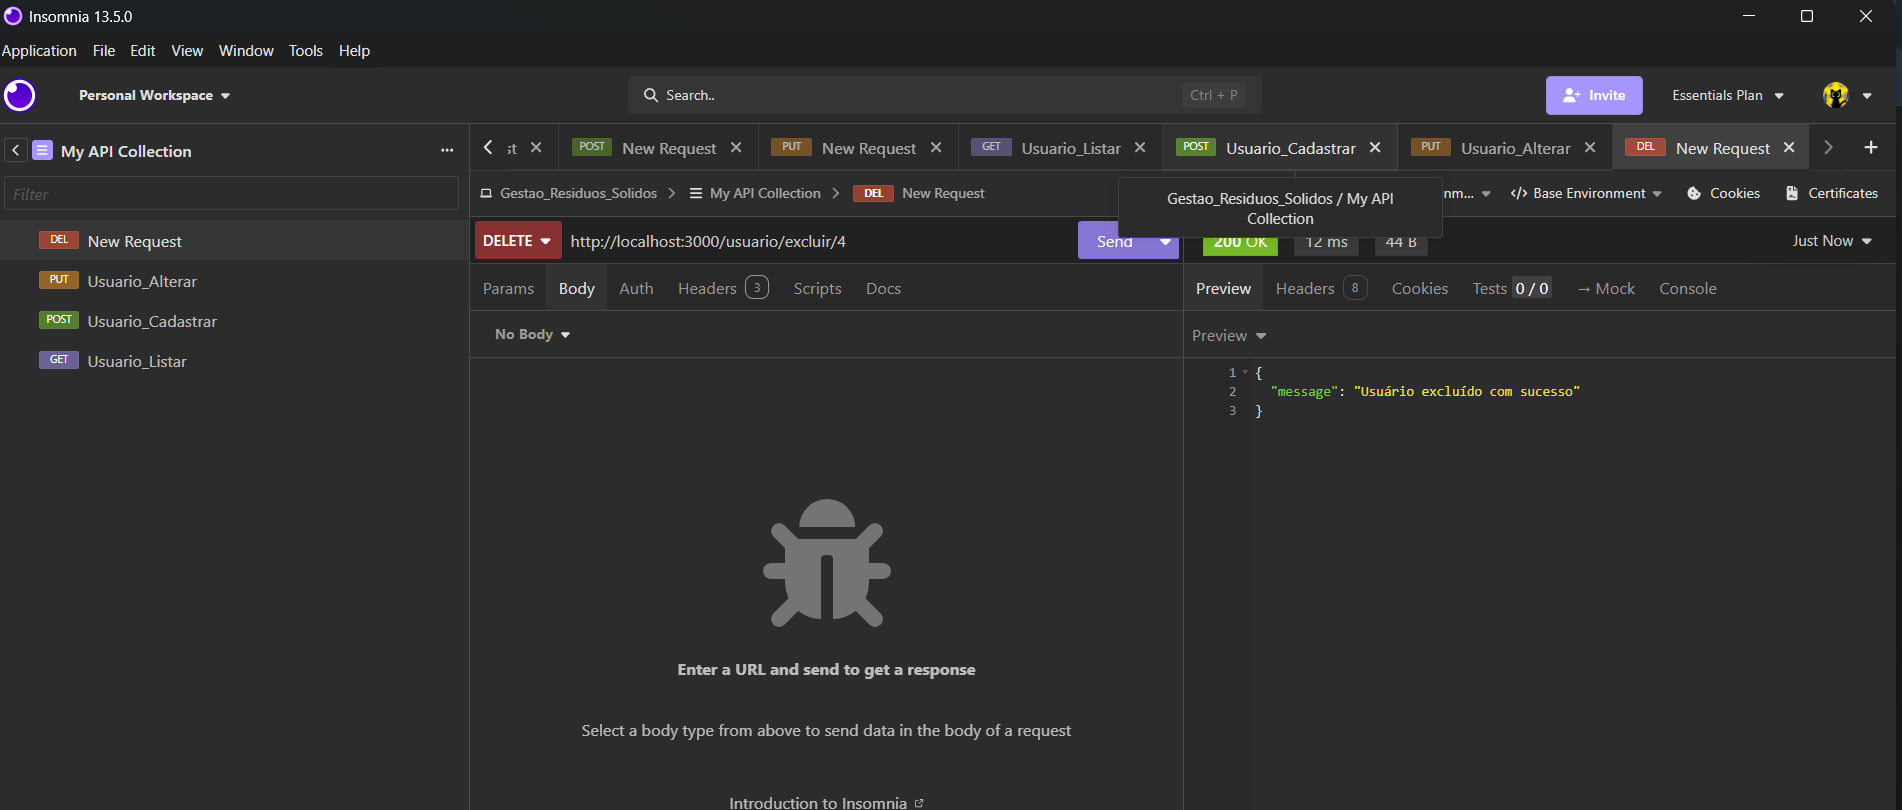 Insomnia 13.5.0
Application File Edit View Window Tools Help
Personal Workspace
Search..
Ctrl + P
Invite
Essentials Plan
My API Collection
Filter
DEL New Request
PUT Usuario_Alterar
POST Usuario_Cadastrar
GET Usuario_Listar
st POST New Request PUT New Request GET Usuario_Listar POST Usuario_Cadastrar PUT Usuario_Alterar DEL New Request
Gestao_Residuos_Solidos My API Collection DEL New Request
Gestao_Residuos_Solidos / My API
Collection
nm... Base Environment Cookies Certificates
DELETE http://localhost:3000/usuario/excluir/4 Send
200 OK 12 ms 44 B Just Now
Params Body Auth Headers 3 Scripts Docs
No Body
Enter a URL and send to get a response
Select a body type from above to send data in the body of a request
Introduction to Insomnia
Preview Headers 8 Cookies Tests 0 / 0 → Mock Console
Preview
1 {
2 "message": "Usuário excluído com sucesso"
3 }